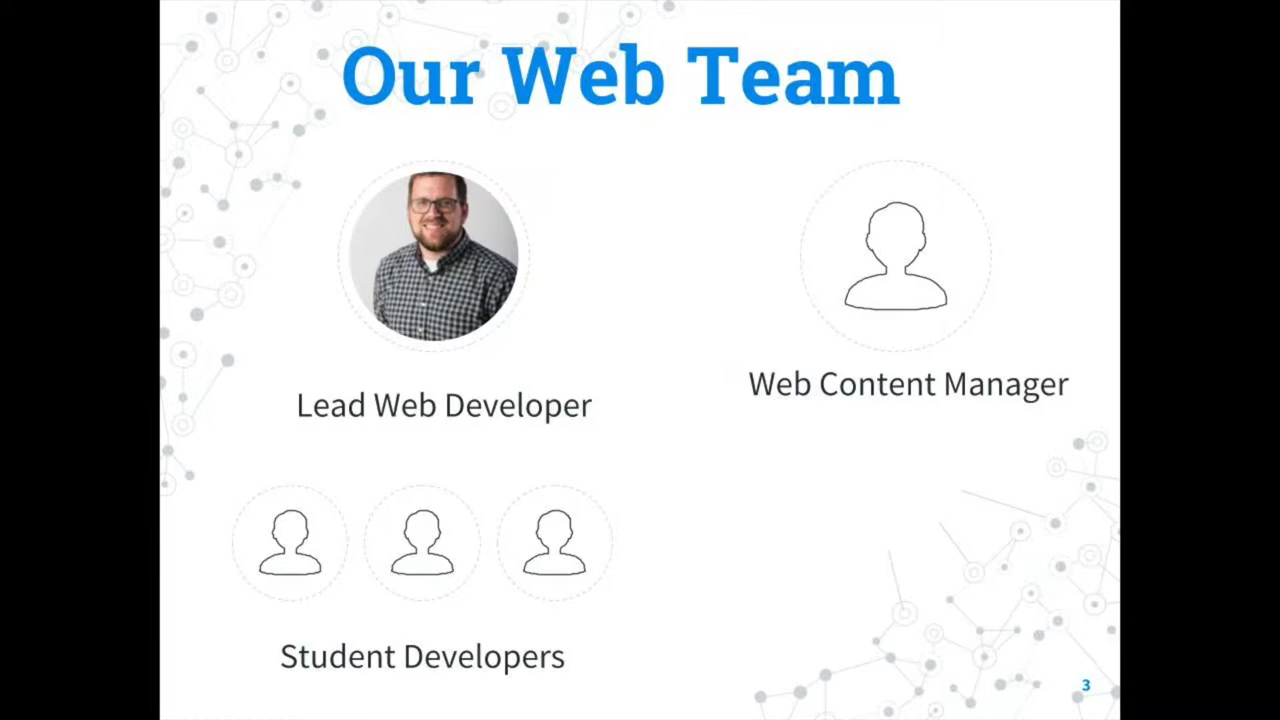 Our Web Team
Lead Web Developer
Web Content Manager
Student Developers
3